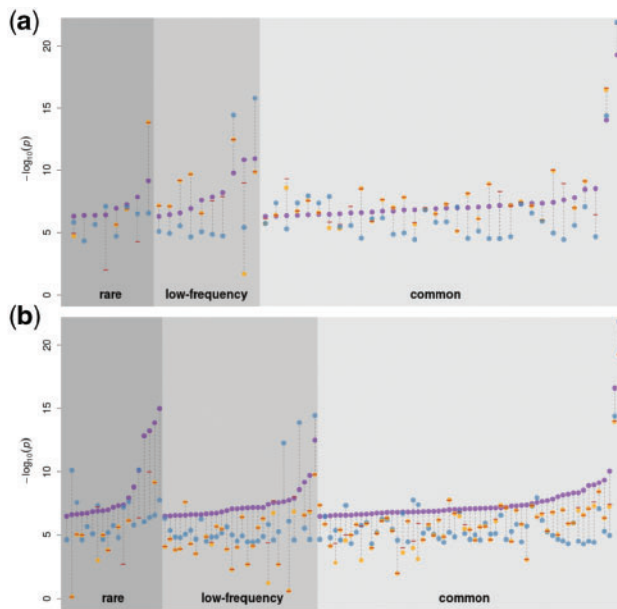 (a)
20
15
10
5
0
−log₁₀(p)
rare low-frequency common
(b)
20
15
10
5
0
−log₁₀(p)
rare low-frequency common